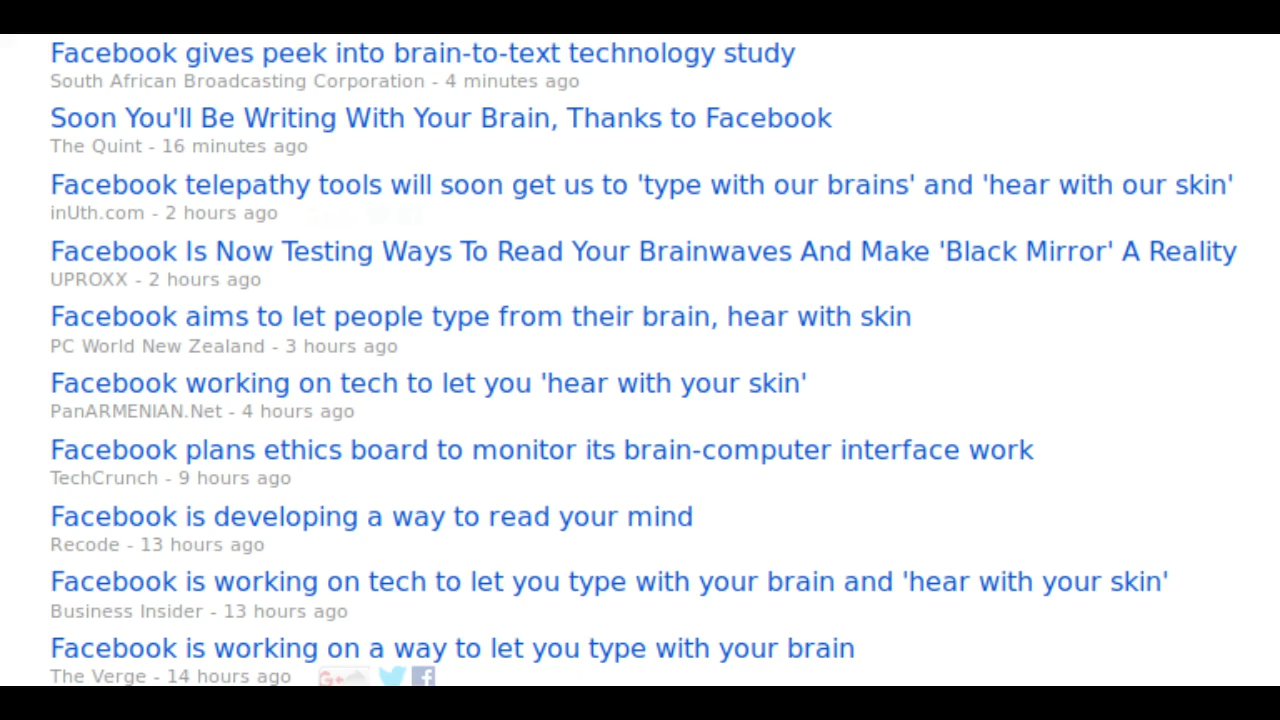 Facebook gives peek into brain-to-text technology study
South African Broadcasting Corporation - 4 minutes ago
Soon You'll Be Writing With Your Brain, Thanks to Facebook
The Quint - 16 minutes ago
Facebook telepathy tools will soon get us to 'type with our brains' and 'hear with our skin'
inUth.com - 2 hours ago
Facebook Is Now Testing Ways To Read Your Brainwaves And Make 'Black Mirror' A Reality
UPROXX - 2 hours ago
Facebook aims to let people type from their brain, hear with skin
PC World New Zealand - 3 hours ago
Facebook working on tech to let you 'hear with your skin'
PanARMENIAN.Net - 4 hours ago
Facebook plans ethics board to monitor its brain-computer interface work
TechCrunch - 9 hours ago
Facebook is developing a way to read your mind
Recode - 13 hours ago
Facebook is working on tech to let you type with your brain and 'hear with your skin'
Business Insider - 13 hours ago
Facebook is working on a way to let you type with your brain
The Verge - 14 hours ago G+ f